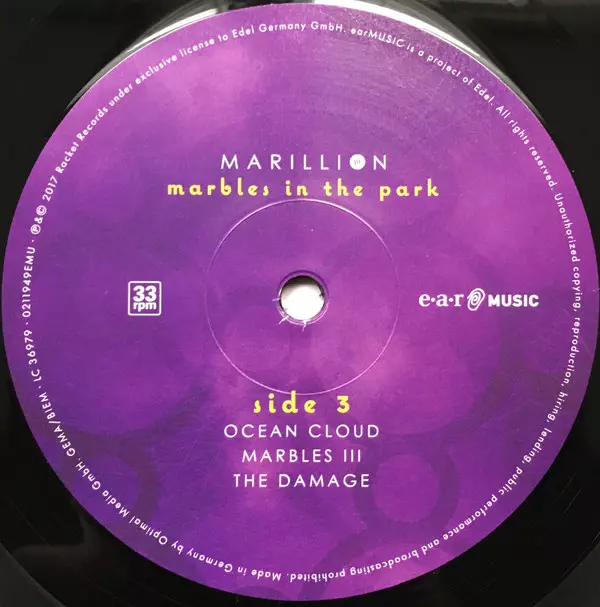 MARILLION
marbles in the park
33
rpm
e·a·r MUSIC
side 3
OCEAN CLOUD
MARBLES III
THE DAMAGE
℗&© 2017 Racket Records under exclusive license to Edel Germany GmbH. earMUSIC is a project of Edel. All rights reserved. Unauthorized copying, reproduction, hiring, lending, public performance and broadcasting prohibited. Made in Germany by Optimal Media GmbH. GEMA/BIEM · LC 36979 · 0211949EMU ·